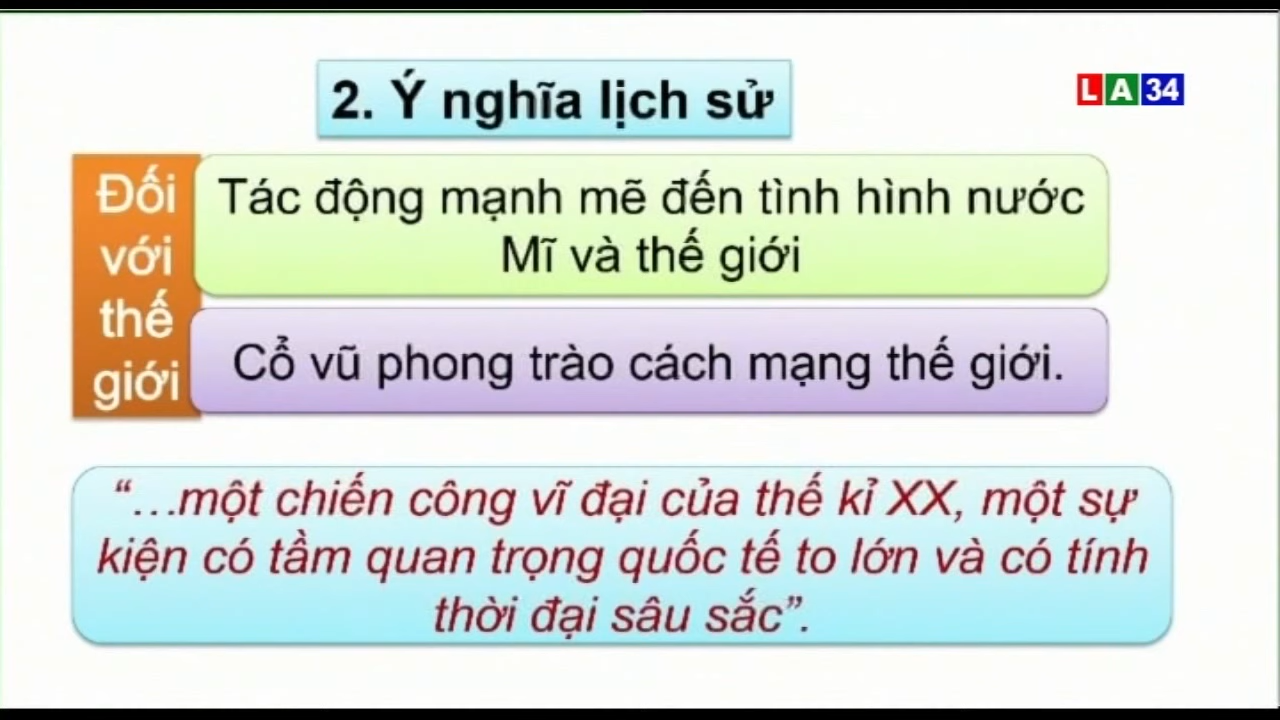 2. Ý nghĩa lịch sử
LA34
Đối
với
thế
giới
Tác động mạnh mẽ đến tình hình nước
Mĩ và thế giới
Cổ vũ phong trào cách mạng thế giới.
“…một chiến công vĩ đại của thế kỉ XX, một sự
kiện có tầm quan trọng quốc tế to lớn và có tính
thời đại sâu sắc”.